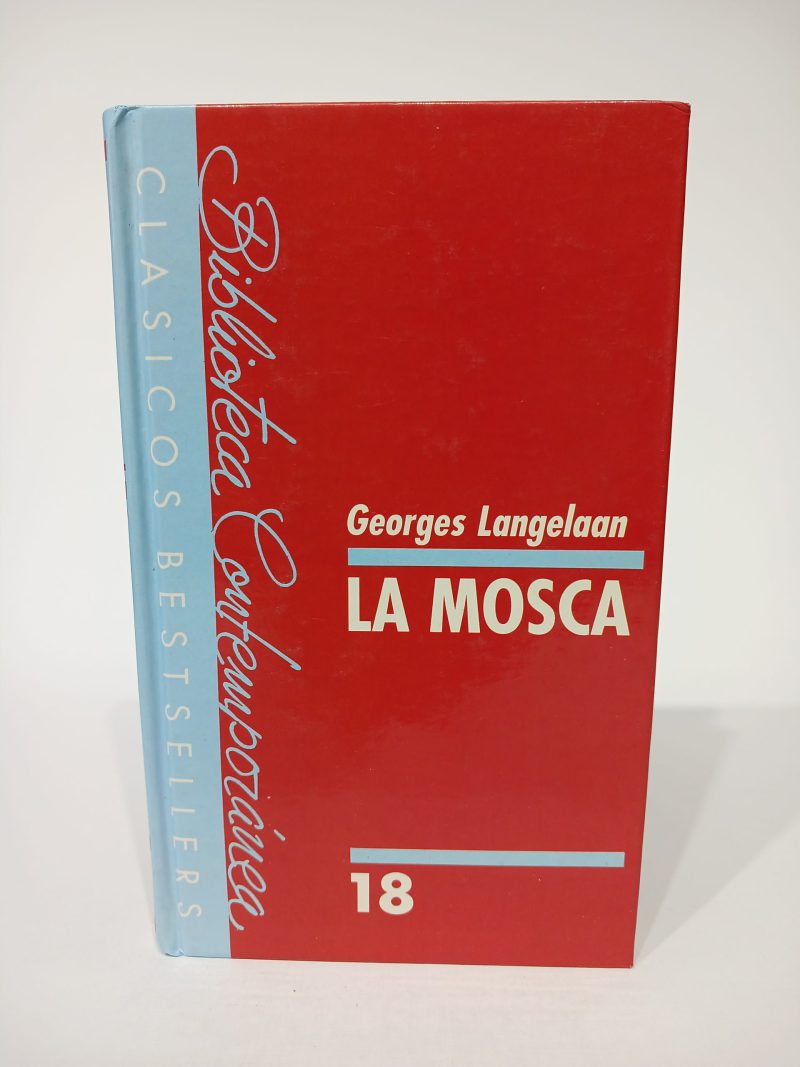 CLASICOS BESTSELLERS
Biblioteca Contemporánea
Georges Langelaan
LA MOSCA
18